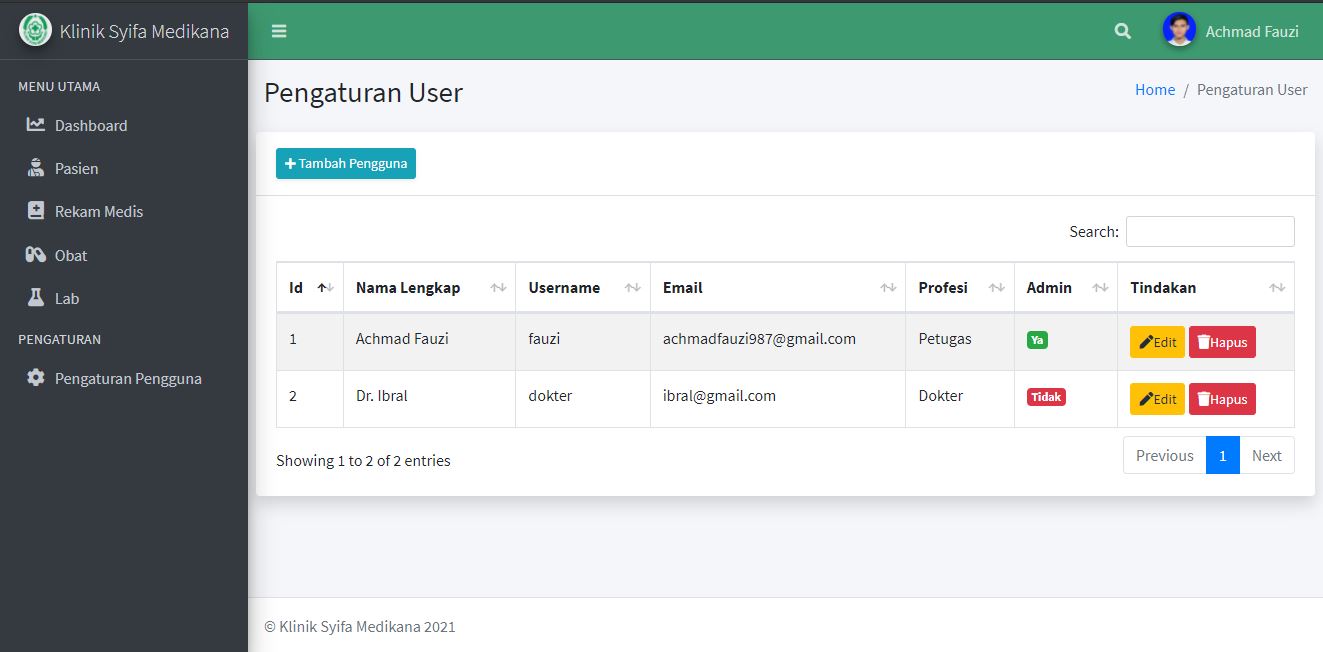 Klinik Syifa Medikana
Achmad Fauzi
MENU UTAMA
Dashboard
Pasien
Rekam Medis
Obat
Lab
PENGATURAN
Pengaturan Pengguna
Pengaturan User
Home / Pengaturan User
Tambah Pengguna
Search:
Id Nama Lengkap Username Email Profesi Admin Tindakan
1 Achmad Fauzi fauzi achmadfauzi987@gmail.com Petugas Ya Edit Hapus
2 Dr. Ibral dokter ibral@gmail.com Dokter Tidak Edit Hapus
Showing 1 to 2 of 2 entries
Previous 1 Next
© Klinik Syifa Medikana 2021